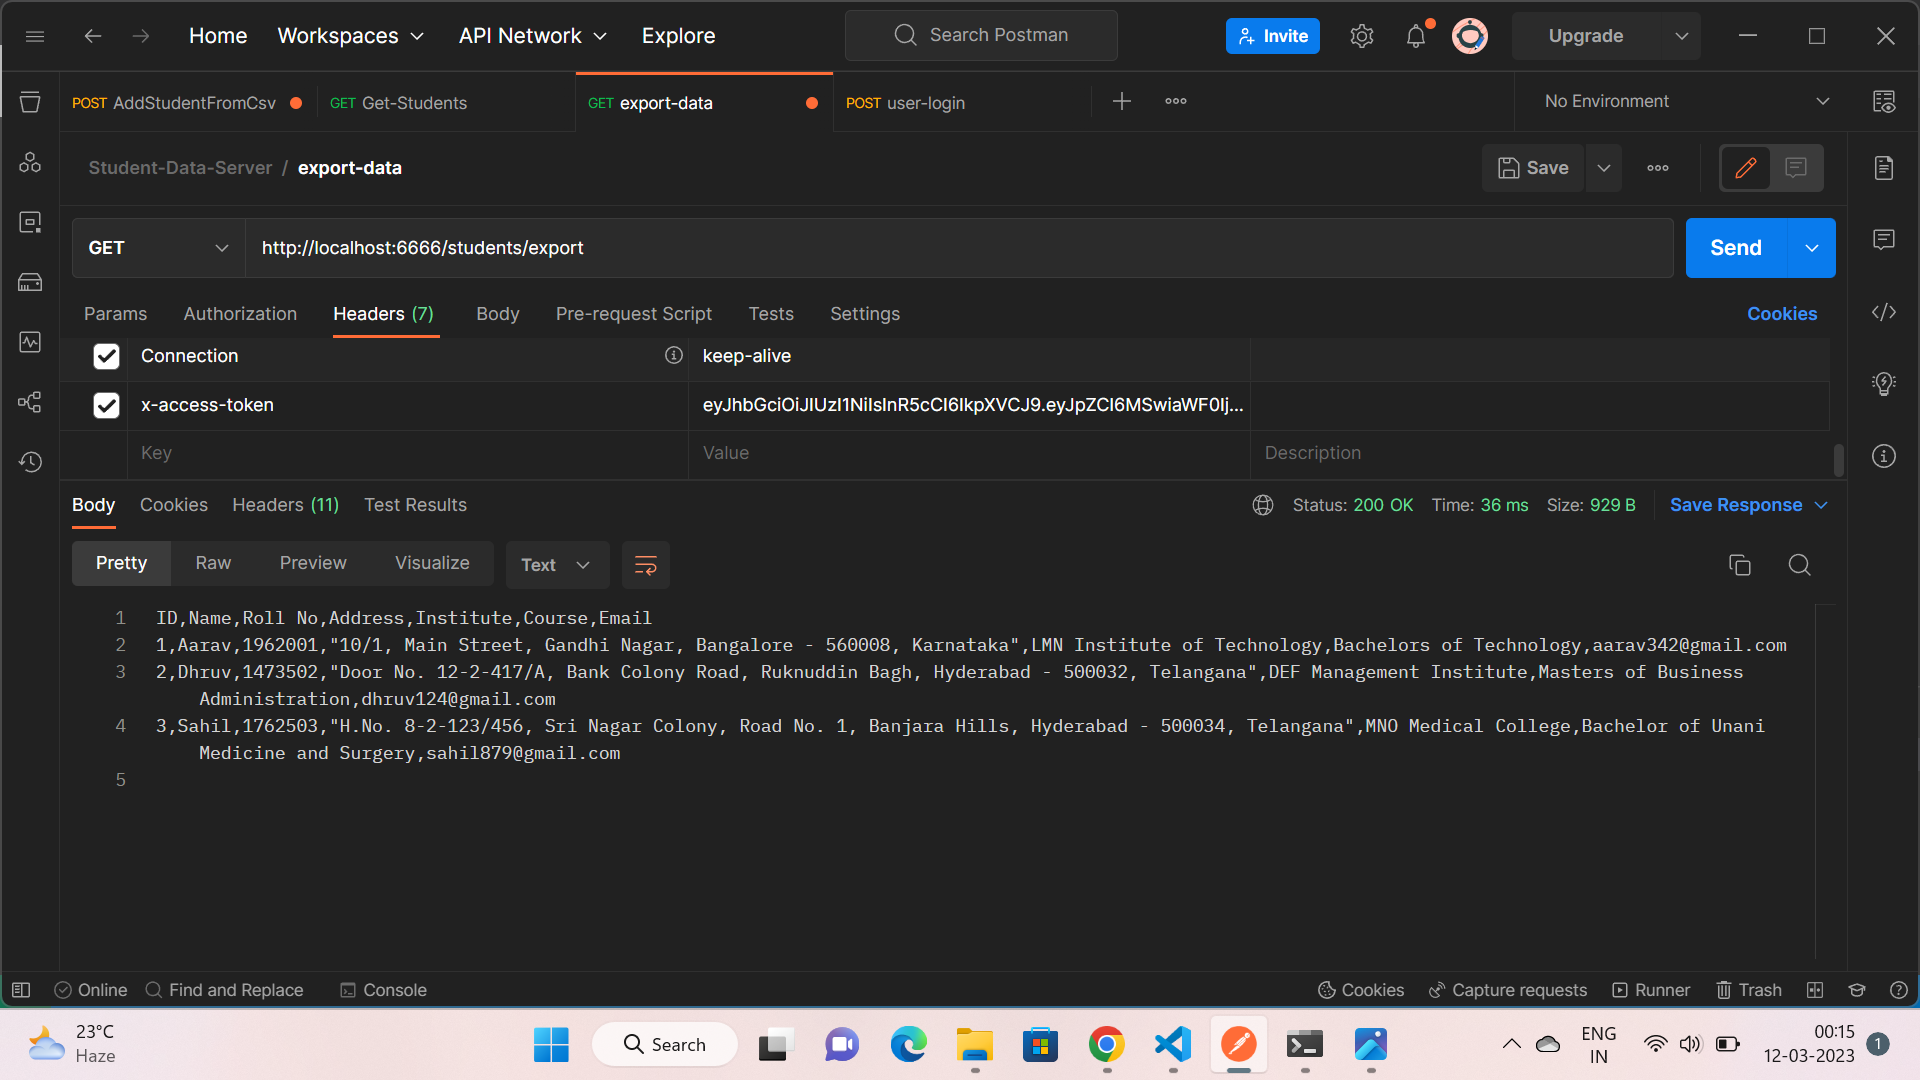 Home Workspaces API Network Explore Search Postman Invite Upgrade
POST AddStudentFromCsv GET Get-Students GET export-data POST user-login No Environment
Student-Data-Server / export-data Save
GET http://localhost:6666/students/export Send
Params Authorization Headers (7) Body Pre-request Script Tests Settings Cookies
Connection keep-alive
x-access-token
Key Value Description
Body Cookies Headers (11) Test Results Status: 200 OK Time: 36 ms Size: 929 B Save Response
Pretty Raw Preview Visualize Text
1 ID,Name,Roll No,Address,Institute,Course,Email
2 1,Aarav,1962001,"10/1, Main Street, Gandhi Nagar, Bangalore - 560008, Karnataka",LMN Institute of Technology,Bachelors of Technology,aarav342@gmail.com
3 2,Dhruv,1473502,"Door No. 12-2-417/A, Bank Colony Road, Ruknuddin Bagh, Hyderabad - 500032, Telangana",DEF Management Institute,Masters of Business
Administration,dhruv124@gmail.com
4 3,Sahil,1762503,"H.No. 8-2-123/456, Sri Nagar Colony, Road No. 1, Banjara Hills, Hyderabad - 500034, Telangana",MNO Medical College,Bachelor of Unani
Medicine and Surgery,sahil879@gmail.com
5
Online Find and Replace Console Cookies Capture requests Runner Trash
23°C Search ENG 00:15
Haze IN 12-03-2023 1